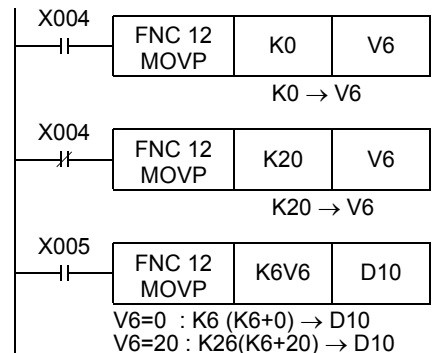 X004
FNC 12 MOVP K0 V6
K0 → V6
X004
FNC 12 MOVP K20 V6
K20 → V6
X005
FNC 12 MOVP K6V6 D10
V6=0 : K6 (K6+0) → D10
V6=20 : K26(K6+20) → D10